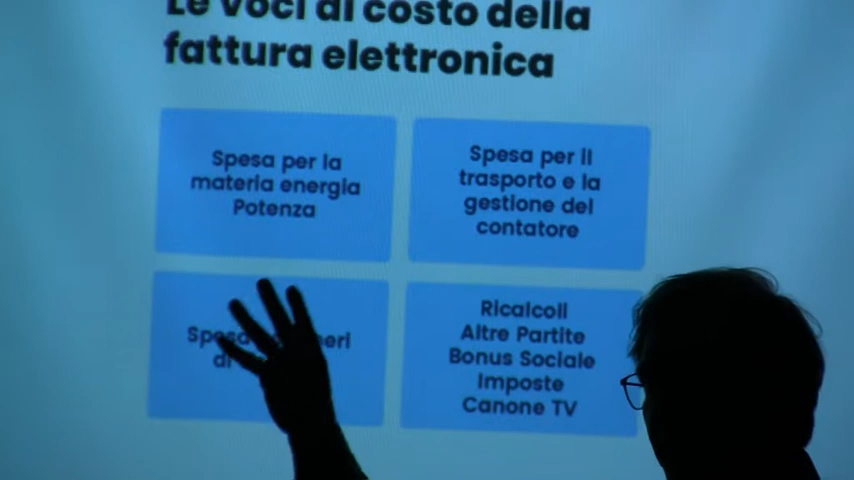 Le voci di costo della
fattura elettronica
Spesa per la
materia energia
Potenza
Spesa per il
trasporto e la
gestione del
contatore
di
Ricalcoli
Altre Partite
Bonus Sociale
Imposte
Canone TV